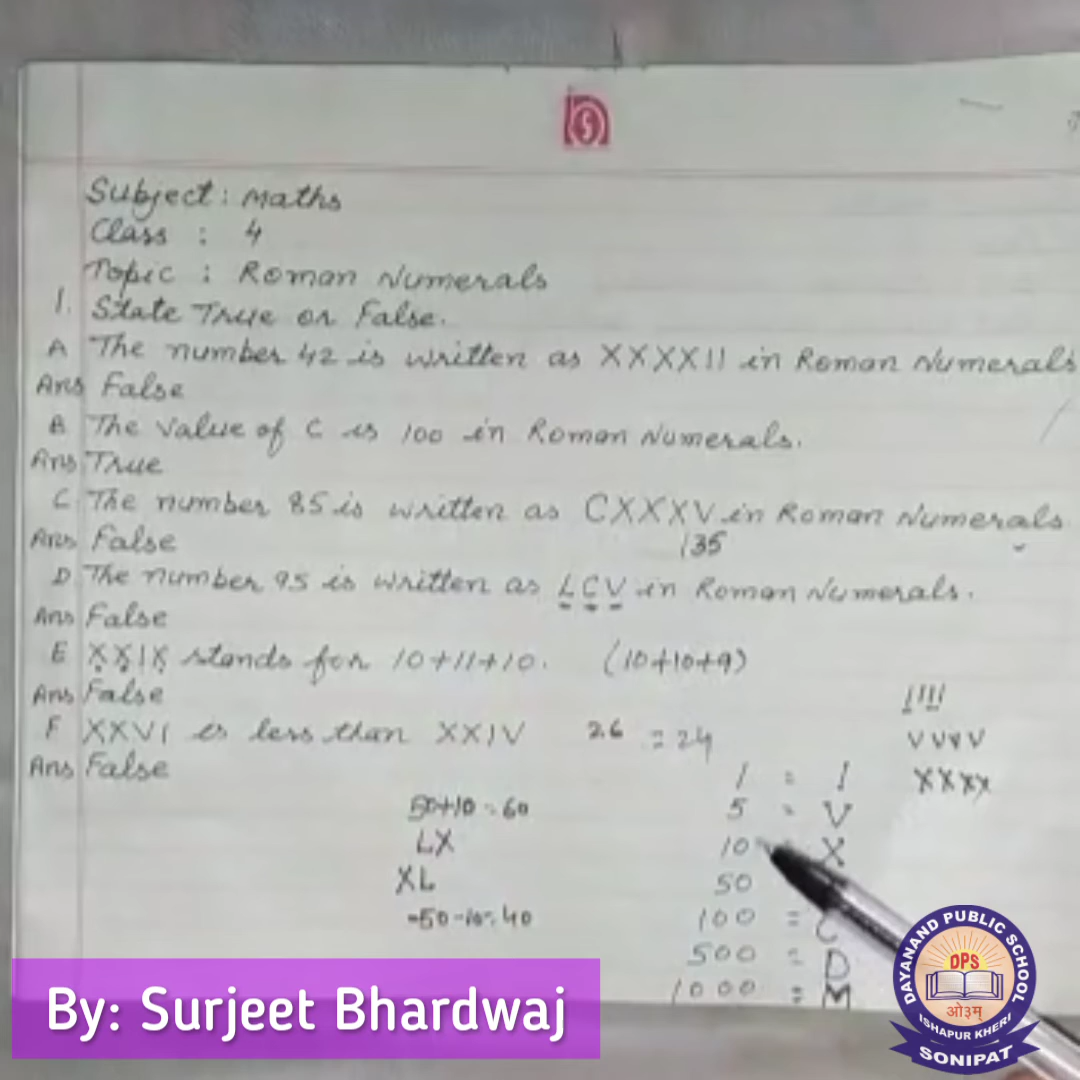 Subject: Maths
Class : 4
Topic : Roman Numerals
1. State True or False.
A The number 42 is written as XXXXII in Roman Numerals
Ans False
B The value of C is 100 in Roman Numerals.
Ans True
C The number 85 is written as CXXXV in Roman Numerals.
135
Ans False
D The number 95 is written as LCV in Roman Numerals.
Ans False
E XXIX stands for 10+11+10. (10+10+9)
Ans False
IIII
F XXVI is less than XXIV 26 = 24
VVVV
Ans False
XXXX
1 = I
50+10 = 60
5 = V
LX
10 X
XL
50
-50-10=40
100 = C
500 = D
1000 = M
By: Surjeet Bhardwaj
DAYANAND PUBLIC SCHOOL
DPS
ओ३म्
ISHAPUR KHERI
SONIPAT